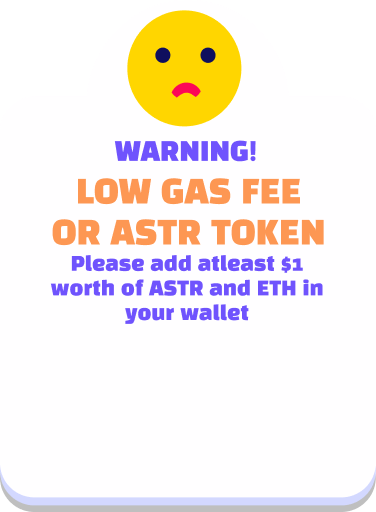 WARNING!
LOW GAS FEE
OR ASTR TOKEN
Please add atleast $1
worth of ASTR and ETH in
your wallet